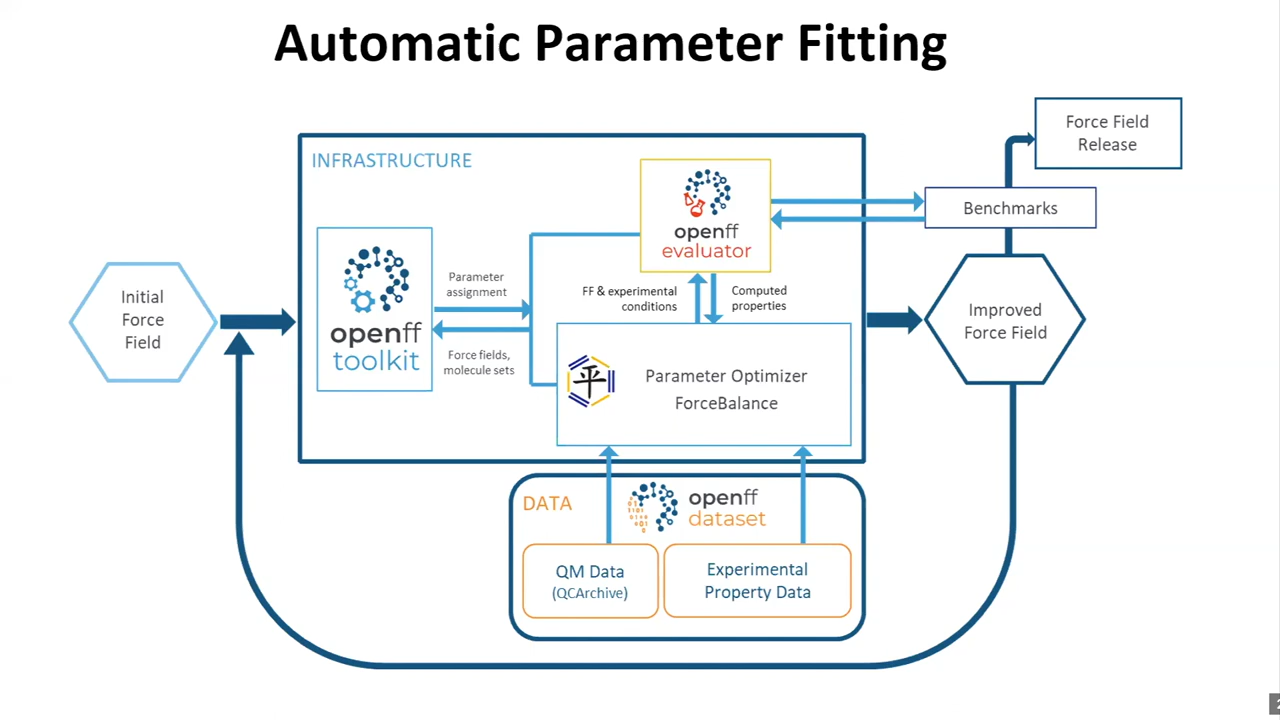 Automatic Parameter Fitting
Force Field
Release
INFRASTRUCTURE
openff
evaluator
Benchmarks
Initial
Force
Field
openff
toolkit
Parameter
assignment
Force fields,
molecule sets
FF & experimental
conditions
Computed
properties
Improved
Force Field
平
Parameter Optimizer
ForceBalance
DATA
openff
dataset
QM Data
(QCArchive)
Experimental
Property Data